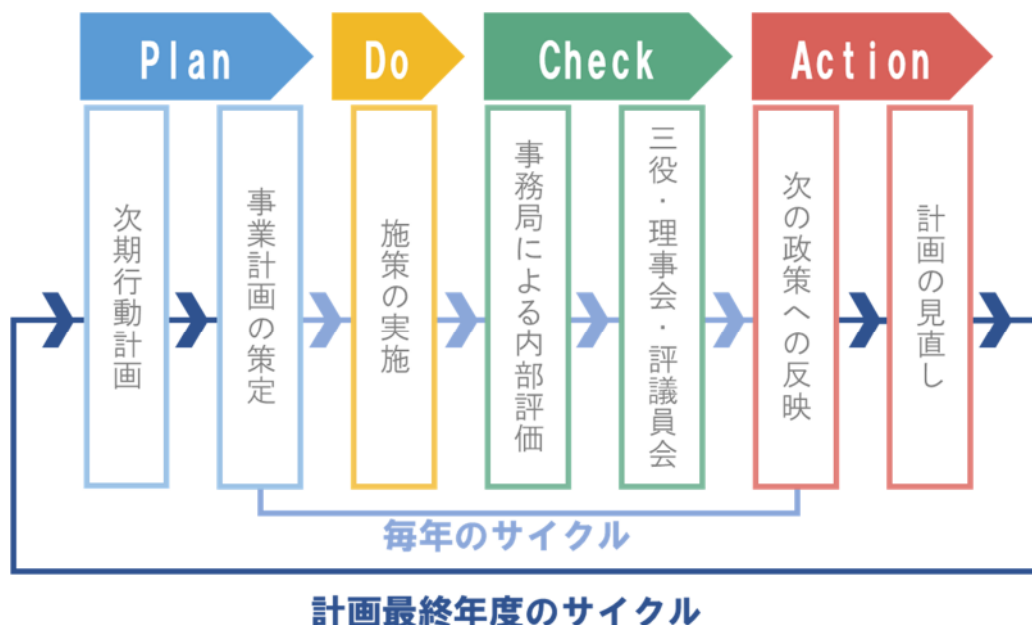 Plan
Do
Check
Action
次期行動計画
事業計画の策定
施策の実施
事務局による内部評価
三役・理事会・評議員会
次の政策への反映
計画の見直し
毎年のサイクル
計画最終年度のサイクル